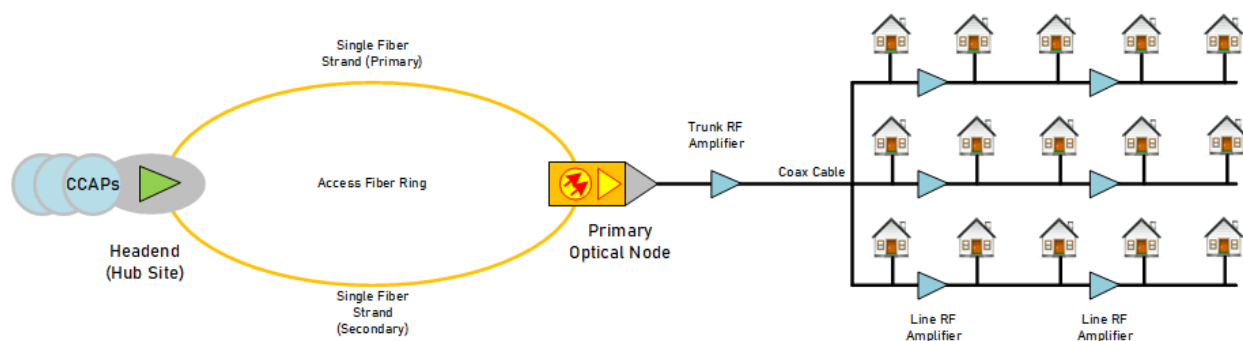 Single Fiber
Strand (Primary)
Trunk RF
Amplifier
CCAPs
Access Fiber Ring
Coax Cable
Headend
(Hub Site)
Primary
Optical Node
Single Fiber
Strand
(Secondary)
Line RF
Amplifier
Line RF
Amplifier